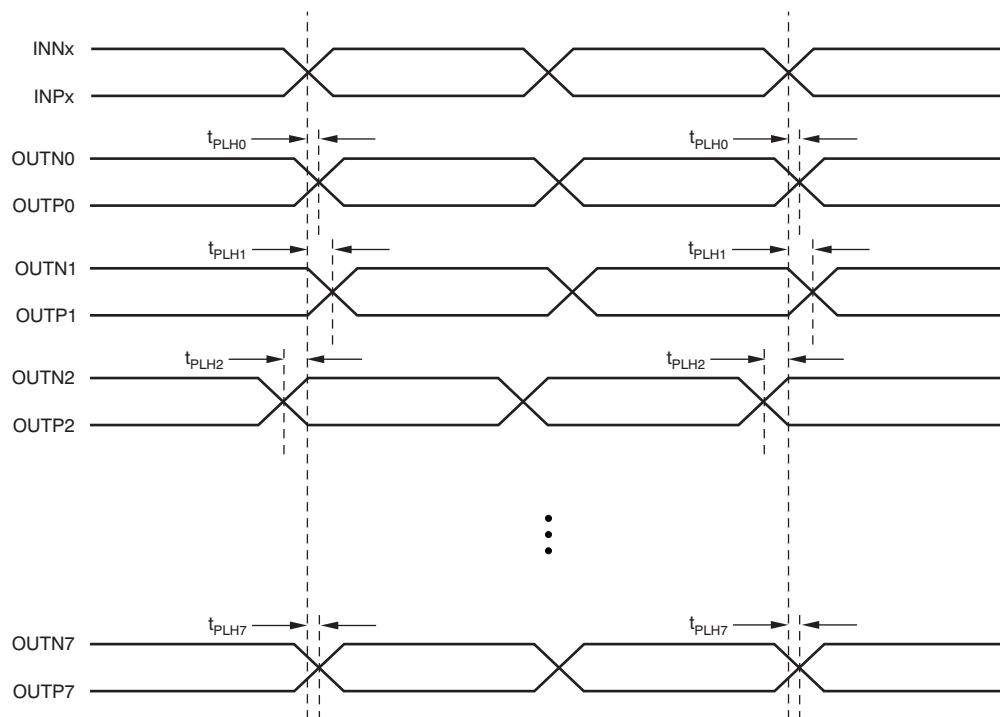 INNx
INPx
tPLH0 tPLH0
OUTN0
OUTP0
tPLH1 tPLH1
OUTN1
OUTP1
tPLH2 tPLH2
OUTN2
OUTP2
tPLH7 tPLH7
OUTN7
OUTP7